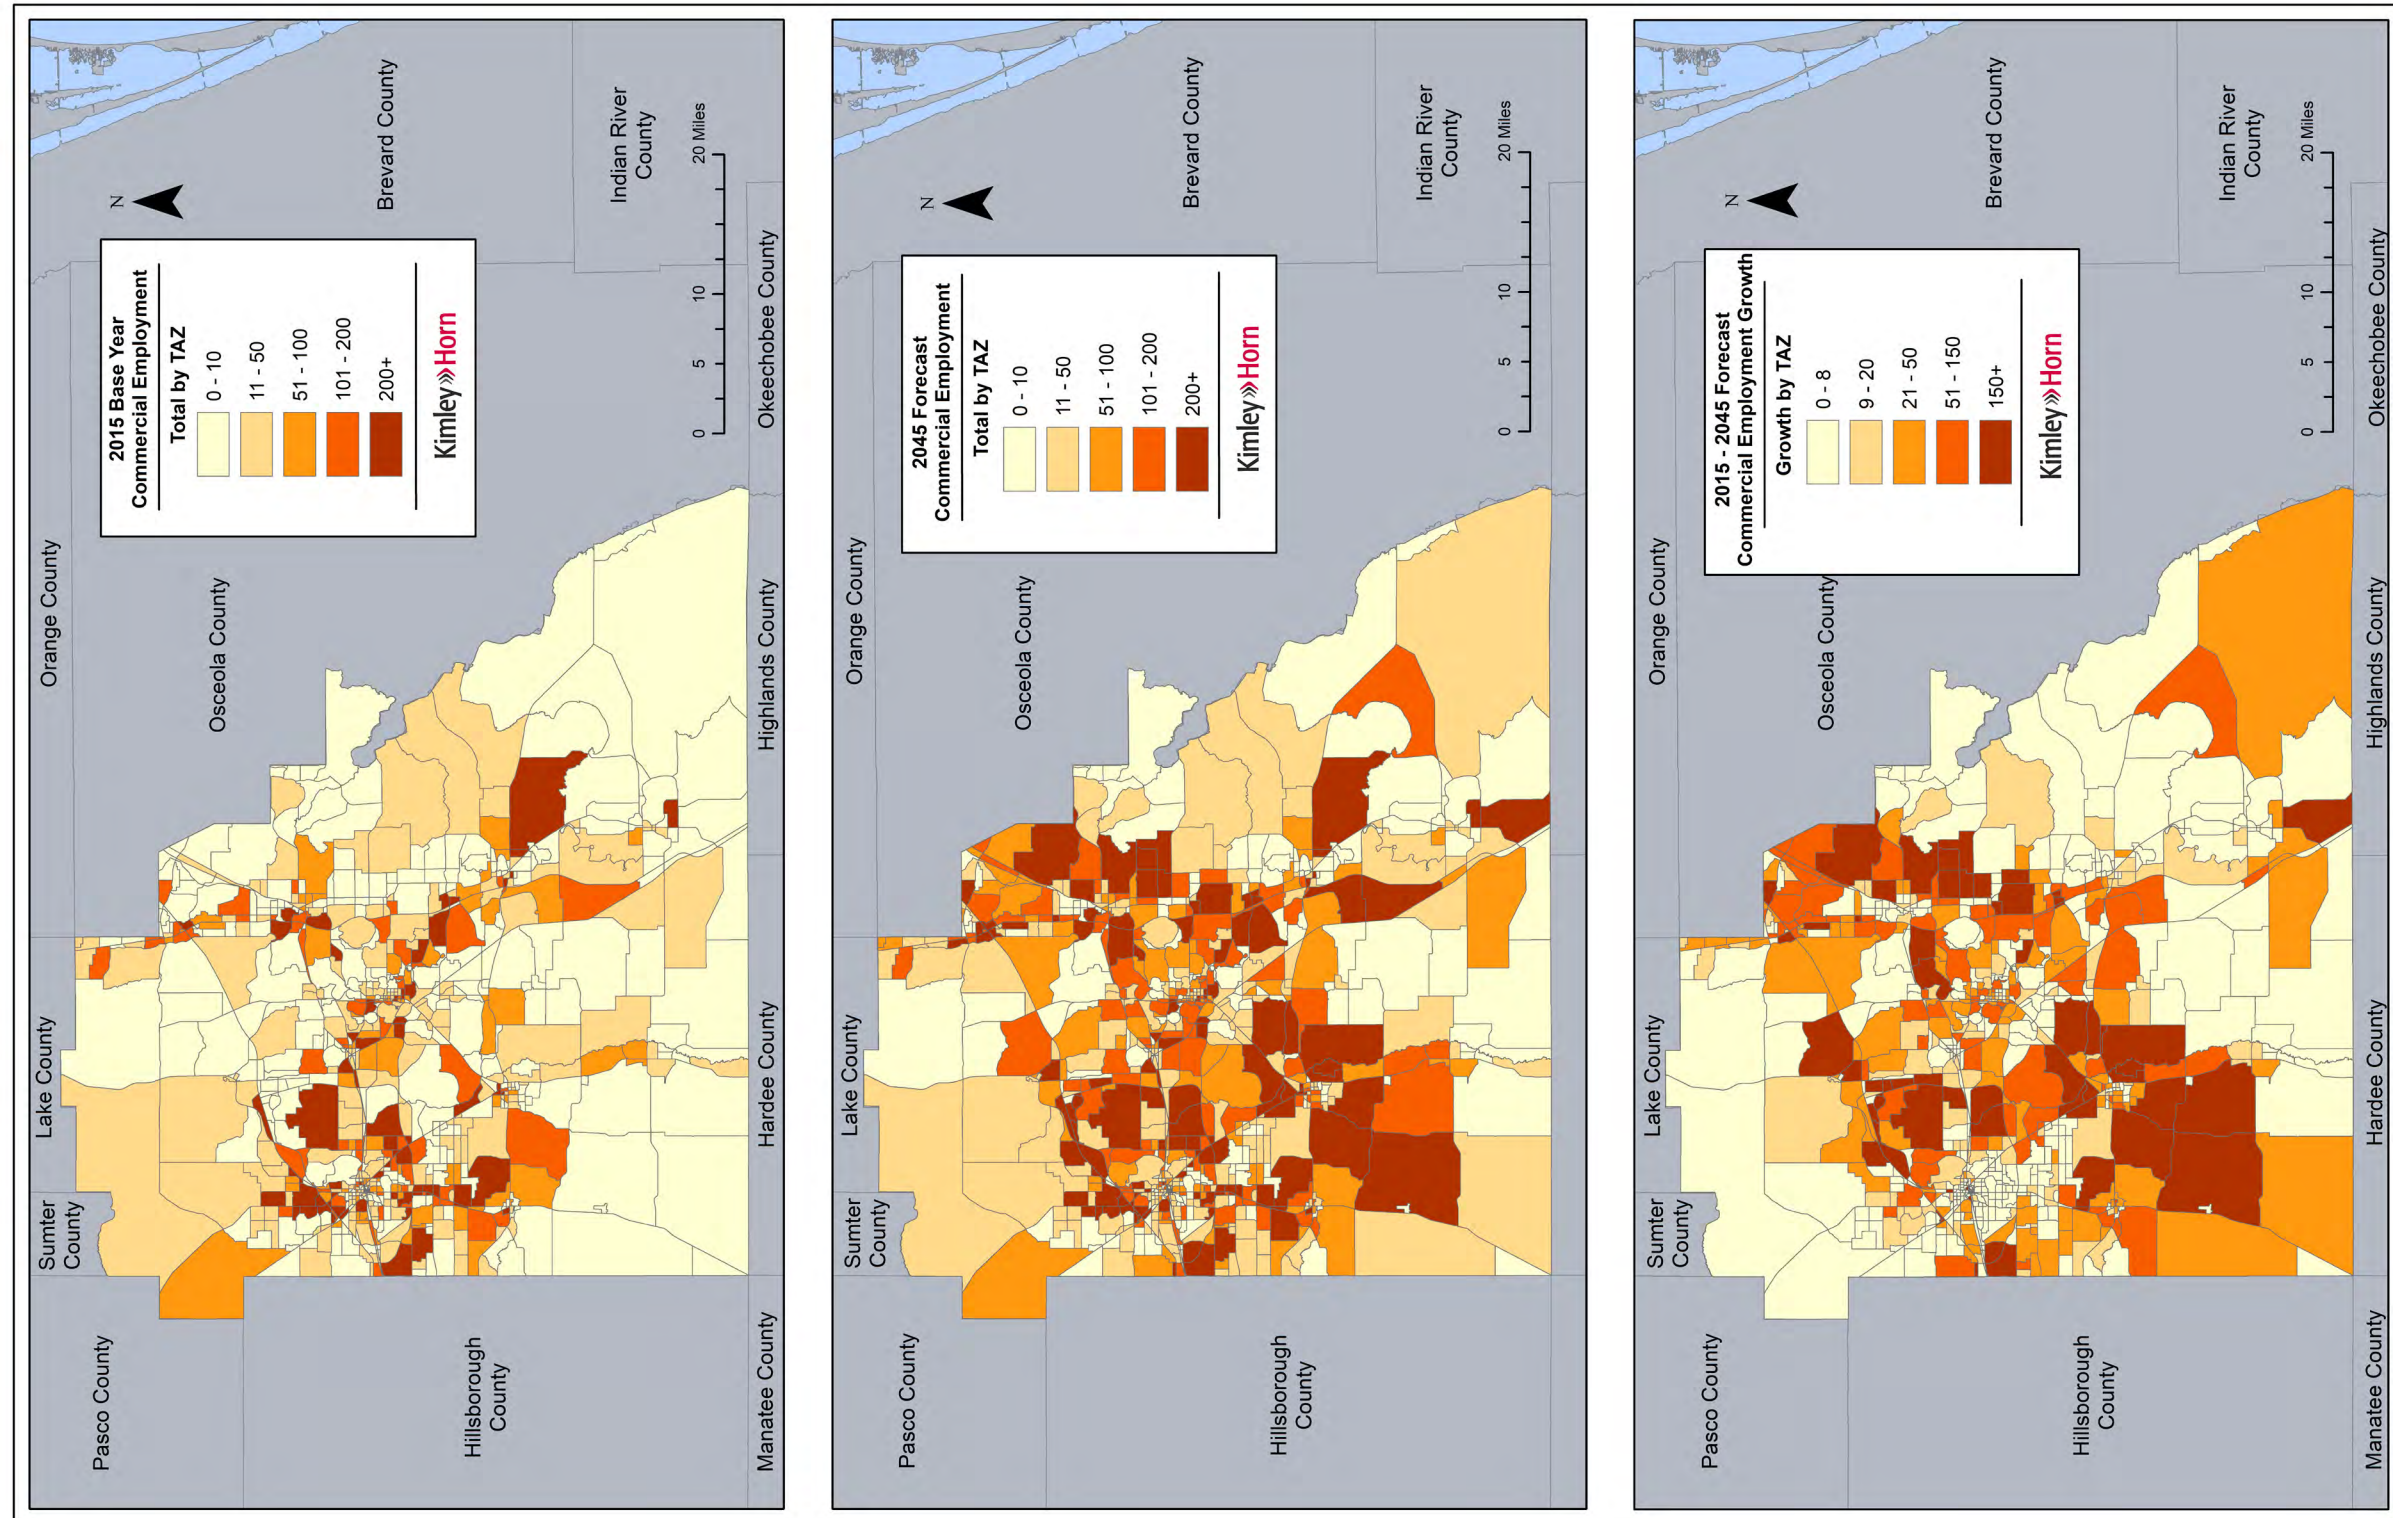 Pasco County
Sumter
County
Lake County
Orange County
Osceola County
Brevard County
Indian River
County
Hillsborough
County
Manatee County
Hardee County
Highlands County
Okeechobee County
N
2015 Base Year
Commercial Employment
Total by TAZ
0 - 10
11 - 50
51 - 100
101 - 200
200+
Kimley»Horn
0 5 10 20 Miles
Pasco County
Sumter
County
Lake County
Orange County
Osceola County
Brevard County
Indian River
County
Hillsborough
County
N
2045 Forecast
Commercial Employment
Total by TAZ
0 - 10
11 - 50
51 - 100
101 - 200
200+
Kimley»Horn
0 5 10 20 Miles
Pasco County
Sumter
County
Lake County
Orange County
Osceola County
Brevard County
Indian River
County
Hillsborough
County
Manatee County
Hardee County
Highlands County
Okeechobee County
N
2015 - 2045 Forecast
Commercial Employment Growth
Growth by TAZ
0 - 8
9 - 20
21 - 50
51 - 150
150+
Kimley»Horn
0 5 10 20 Miles